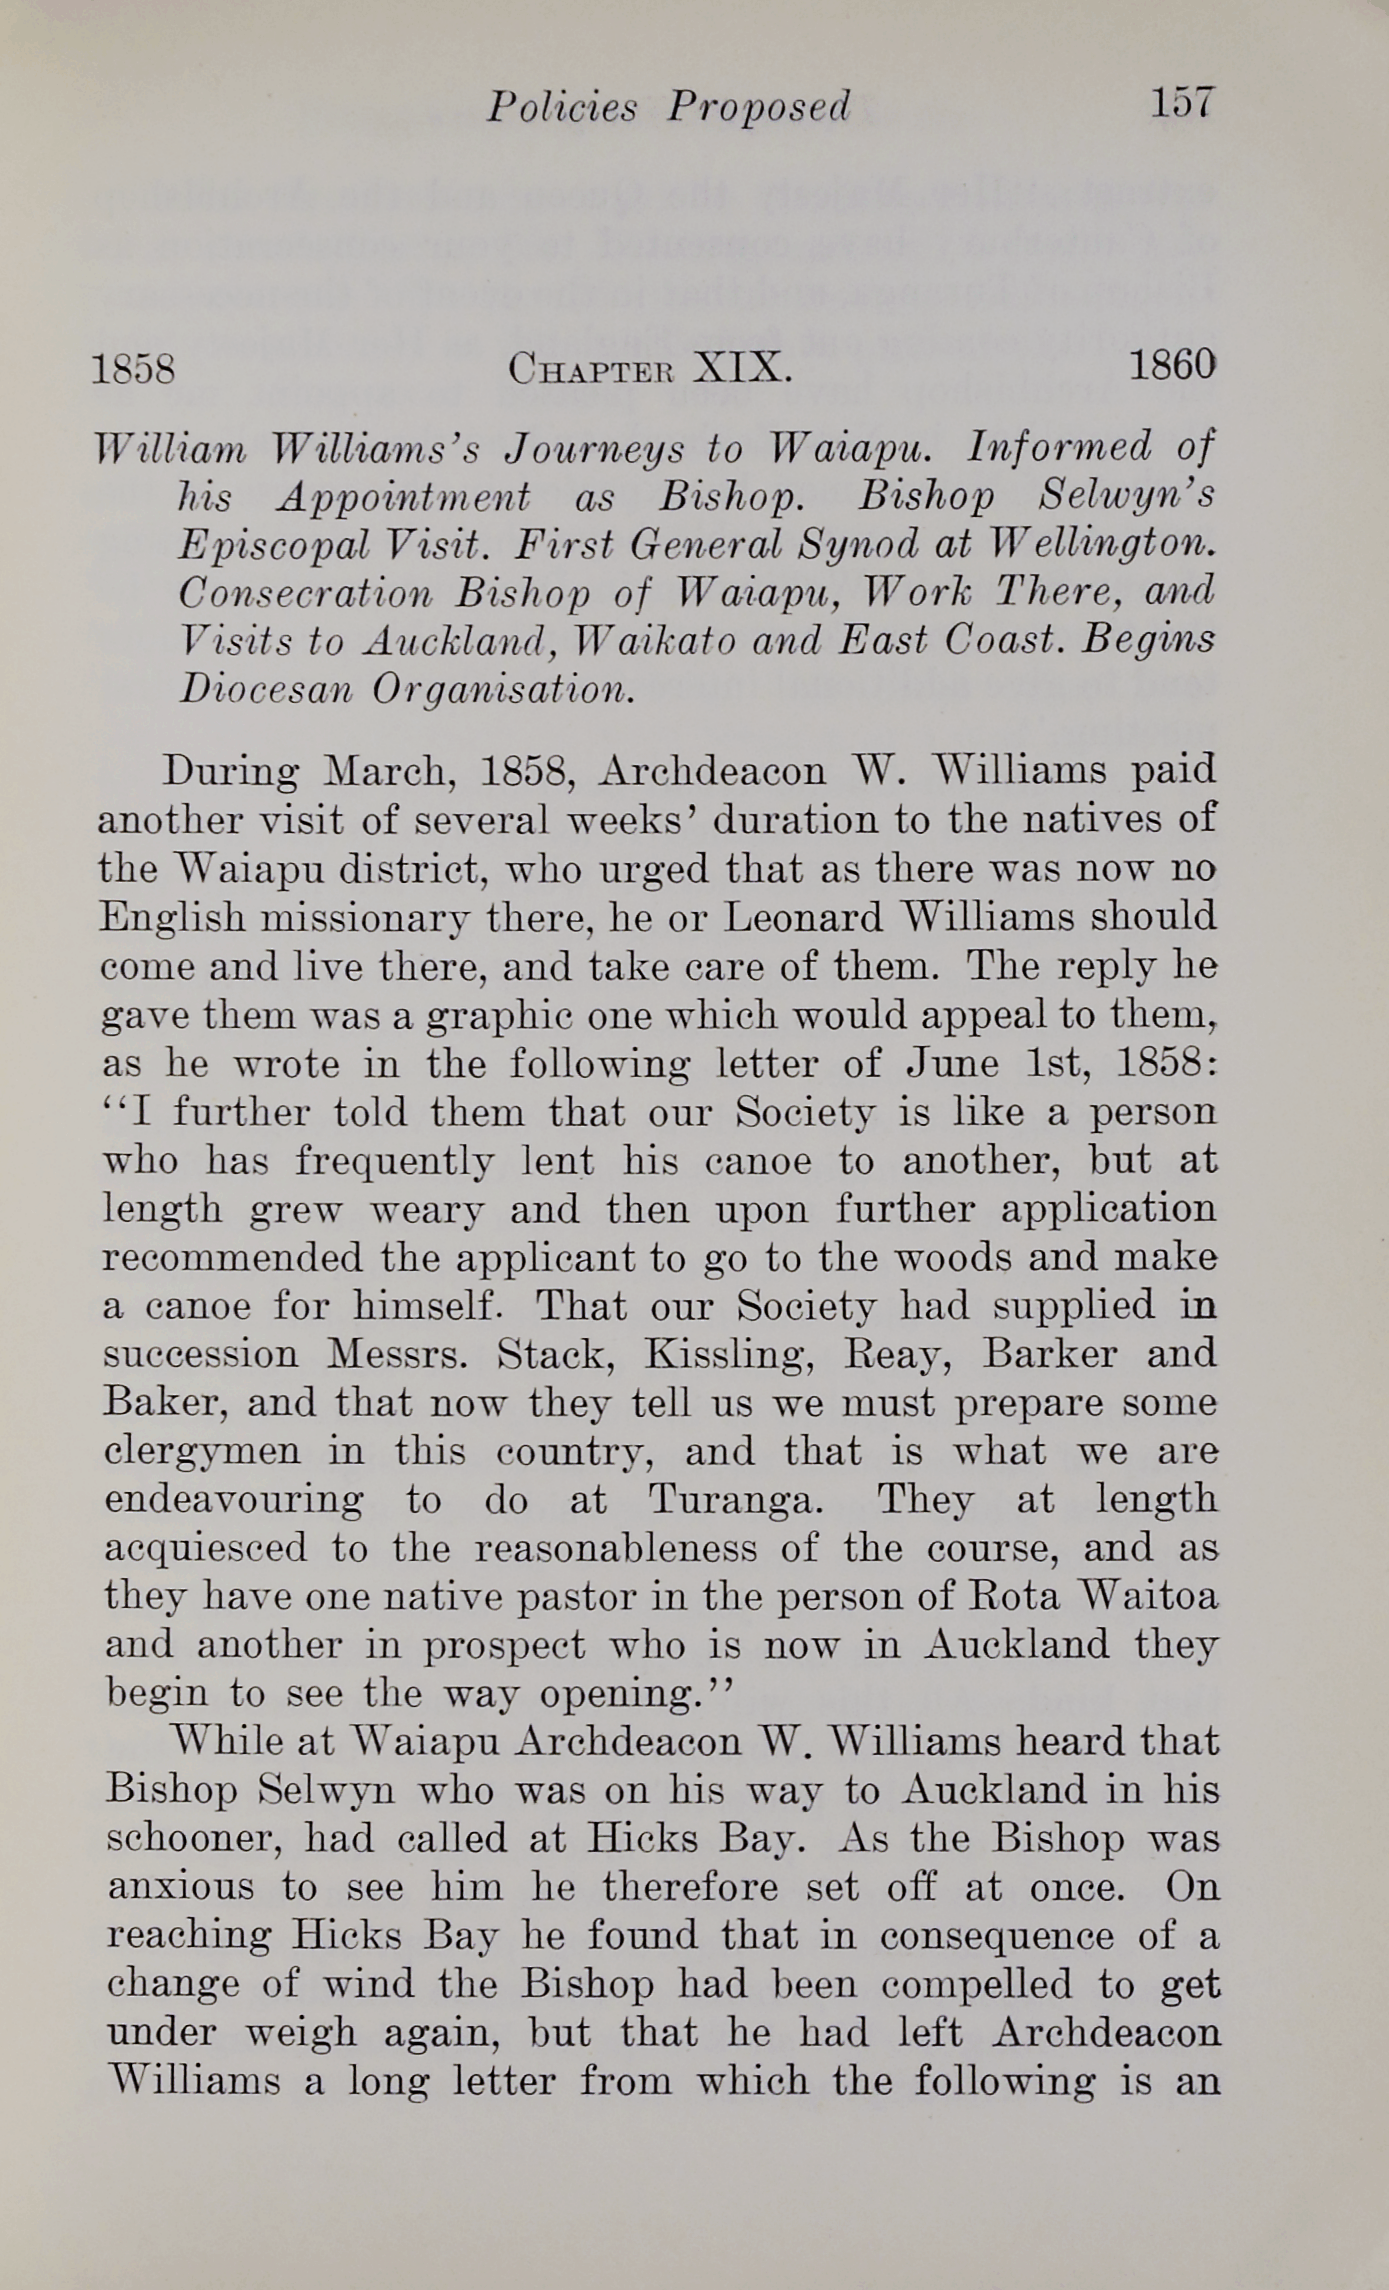 Policies Proposed 157
1858 CHAPTER XIX. 1860
William Williams's Journeys to Waiapu. Informed of
his Appointment as Bishop. Bishop Selwyn's
Episcopal Visit. First General Synod at Wellington.
Consecration Bishop of Waiapu, Work There, and
Visits to Auckland, Waikato and East Coast. Begins
Diocesan Organisation.
During March, 1858, Archdeacon W. Williams paid
another visit of several weeks' duration to the natives of
the Waiapu district, who urged that as there was now no
English missionary there, he or Leonard Williams should
come and live there, and take care of them. The reply he
gave them was a graphic one which would appeal to them,
as he wrote in the following letter of June 1st, 1858:
"I further told them that our Society is like a person
who has frequently lent his canoe to another, but at
length grew weary and then upon further application
recommended the applicant to go to the woods and make
a canoe for himself. That our Society had supplied in
succession Messrs. Stack, Kissling, Reay, Barker and
Baker, and that now they tell us we must prepare some
clergymen in this country, and that is what we are
endeavouring to do at Turanga. They at length
acquiesced to the reasonableness of the course, and as
they have one native pastor in the person of Rota Waitoa
and another in prospect who is now in Auckland they
begin to see the way opening."
While at Waiapu Archdeacon W. Williams heard that
Bishop Selwyn who was on his way to Auckland in his
schooner, had called at Hicks Bay. As the Bishop was
anxious to see him he therefore set off at once. On
reaching Hicks Bay he found that in consequence of a
change of wind the Bishop had been compelled to get
under weigh again, but that he had left Archdeacon
Williams a long letter from which the following is an